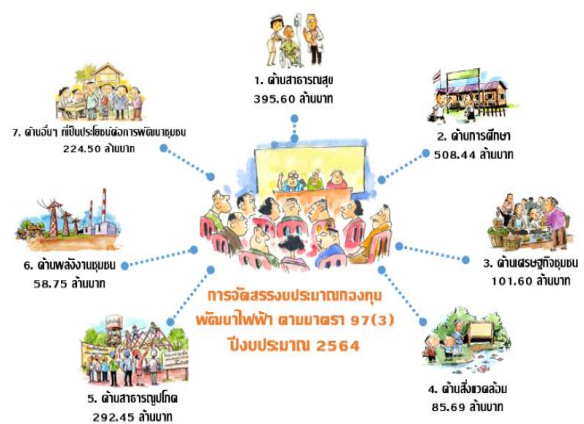 1. ด้านสาธารณสุข
395.60 ล้านบาท
2. ด้านการศึกษา
508.44 ล้านบาท
3. ด้านเศรษฐกิจชุมชน
101.60 ล้านบาท
4. ด้านสิ่งแวดล้อม
85.69 ล้านบาท
5. ด้านสาธารณูปโภค
292.45 ล้านบาท
6. ด้านพลังงานชุมชน
58.75 ล้านบาท
7. ด้านอื่นๆ ที่เป็นประโยชน์ต่อการพัฒนาชุมชน
224.50 ล้านบาท
การจัดสรรงบประมาณกองทุน
พัฒนาไฟฟ้า ตามมาตรา 97(3)
ปีงบประมาณ 2564